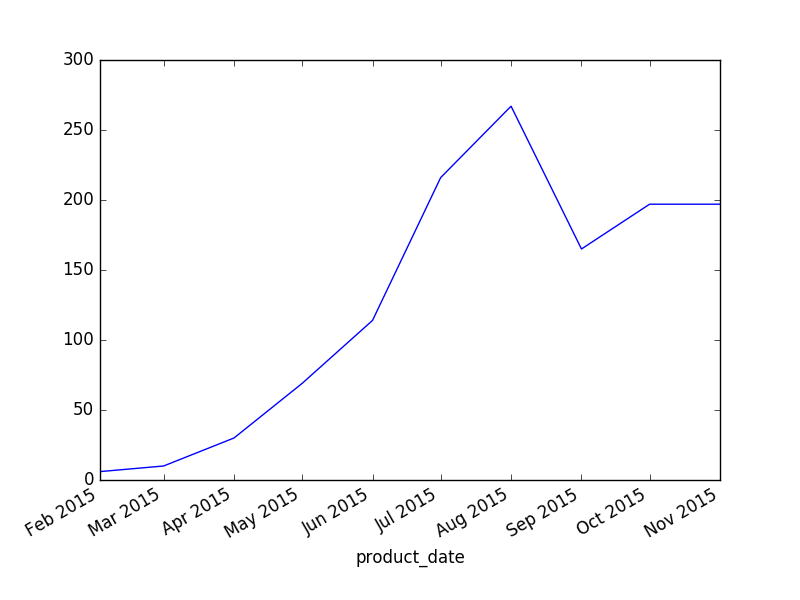 300
250
200
150
100
50
0
Feb 2015
Mar 2015
Apr 2015
May 2015
Jun 2015
Jul 2015
Aug 2015
Sep 2015
Oct 2015
Nov 2015
product_date